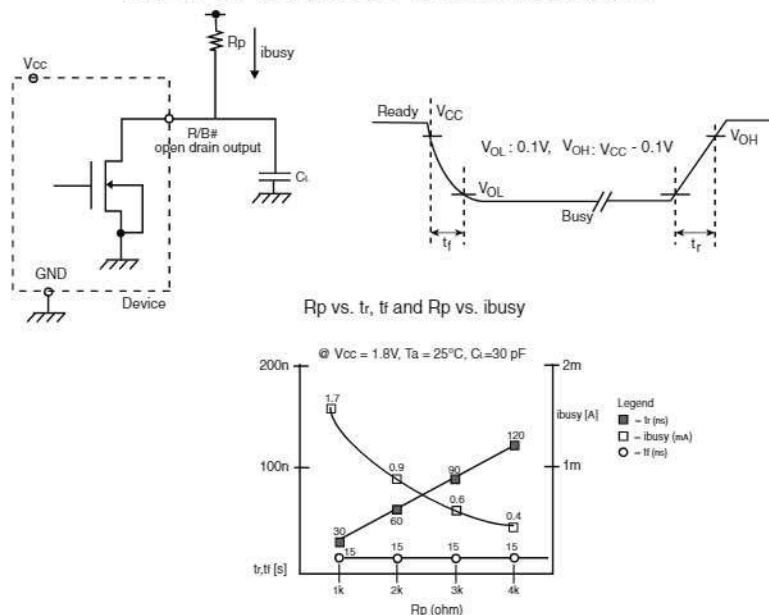 Rp
ibusy
Vcc
R/B#
open drain output
CL
GND
Device
Ready
VCC
VOL : 0.1V, VOH : VCC - 0.1V
VOH
VOL
Busy
tf
tr
Rp vs. tr, tf and Rp vs. ibusy
@ Vcc = 1.8V, Ta = 25°C, CL=30 pF
200n
2m
1.7
ibusy [A]
Legend
– tr (ns)
– ibusy (mA)
– tf (ns)
120
100n
0.9
90
1m
0.6
0.4
30
60
15
15
15
15
tr,tf [s]
1k
2k
3k
4k
Rp (ohm)